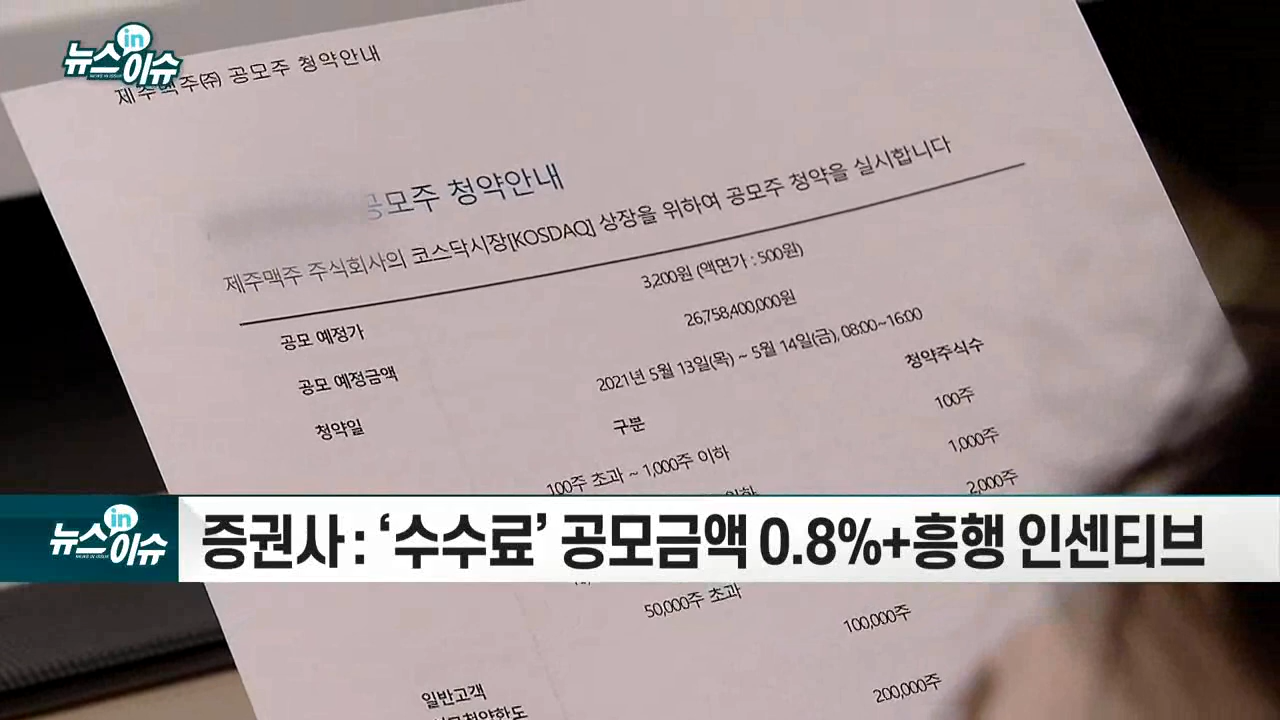 뉴스in이슈
NEWS IN ISSUE
제주맥주㈜ 공모주 청약안내
공모주 청약안내
제주맥주 주식회사의 코스닥시장[KOSDAQ] 상장을 위하여 공모주 청약을 실시합니다
공모 예정가 3,200원 (액면가 : 500원)
공모 예정금액 26,758,400,000원
청약일 2021년 5월 13일(목) ~ 5월 14일(금), 08:00~16:00
구분 청약주식수
100주 초과 ~ 1,000주 이하 100주
1,000주
2,000주
뉴스in이슈
NEWS IN ISSUE
증권사 : ‘수수료’ 공모금액 0.8%+흥행 인센티브
50,000주 초과
100,000주
일반고객 200,000주